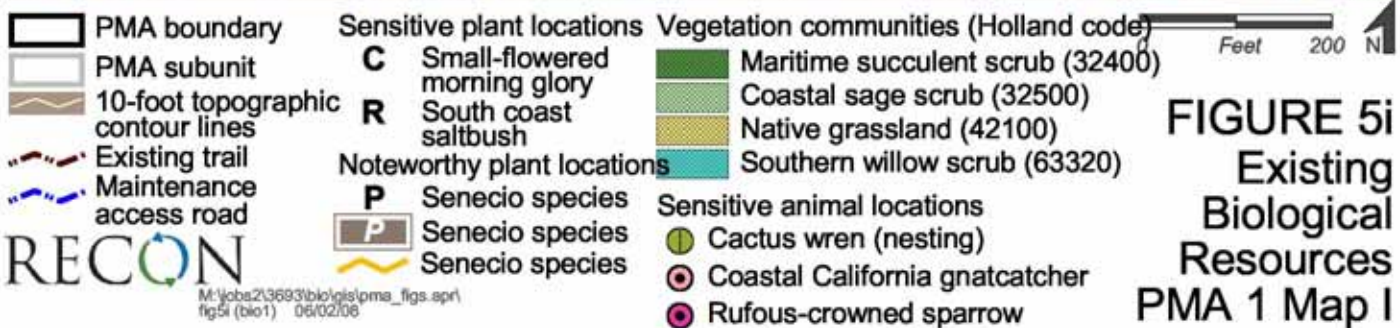 PMA boundary
PMA subunit
10-foot topographic
contour lines
Existing trail
Maintenance
access road
RECON
M:\jobs2\3693\bio\gis\pma_figs.apr\
fig5i (bio1) 06/02/08
Sensitive plant locations
C Small-flowered
morning glory
R South coast
saltbush
Noteworthy plant locations
P Senecio species
P Senecio species
Senecio species
Vegetation communities (Holland code)
Maritime succulent scrub (32400)
Coastal sage scrub (32500)
Native grassland (42100)
Southern willow scrub (63320)
Sensitive animal locations
Cactus wren (nesting)
Coastal California gnatcatcher
Rufous-crowned sparrow
0 Feet 200 N
FIGURE 5i
Existing
Biological
Resources
PMA 1 Map I